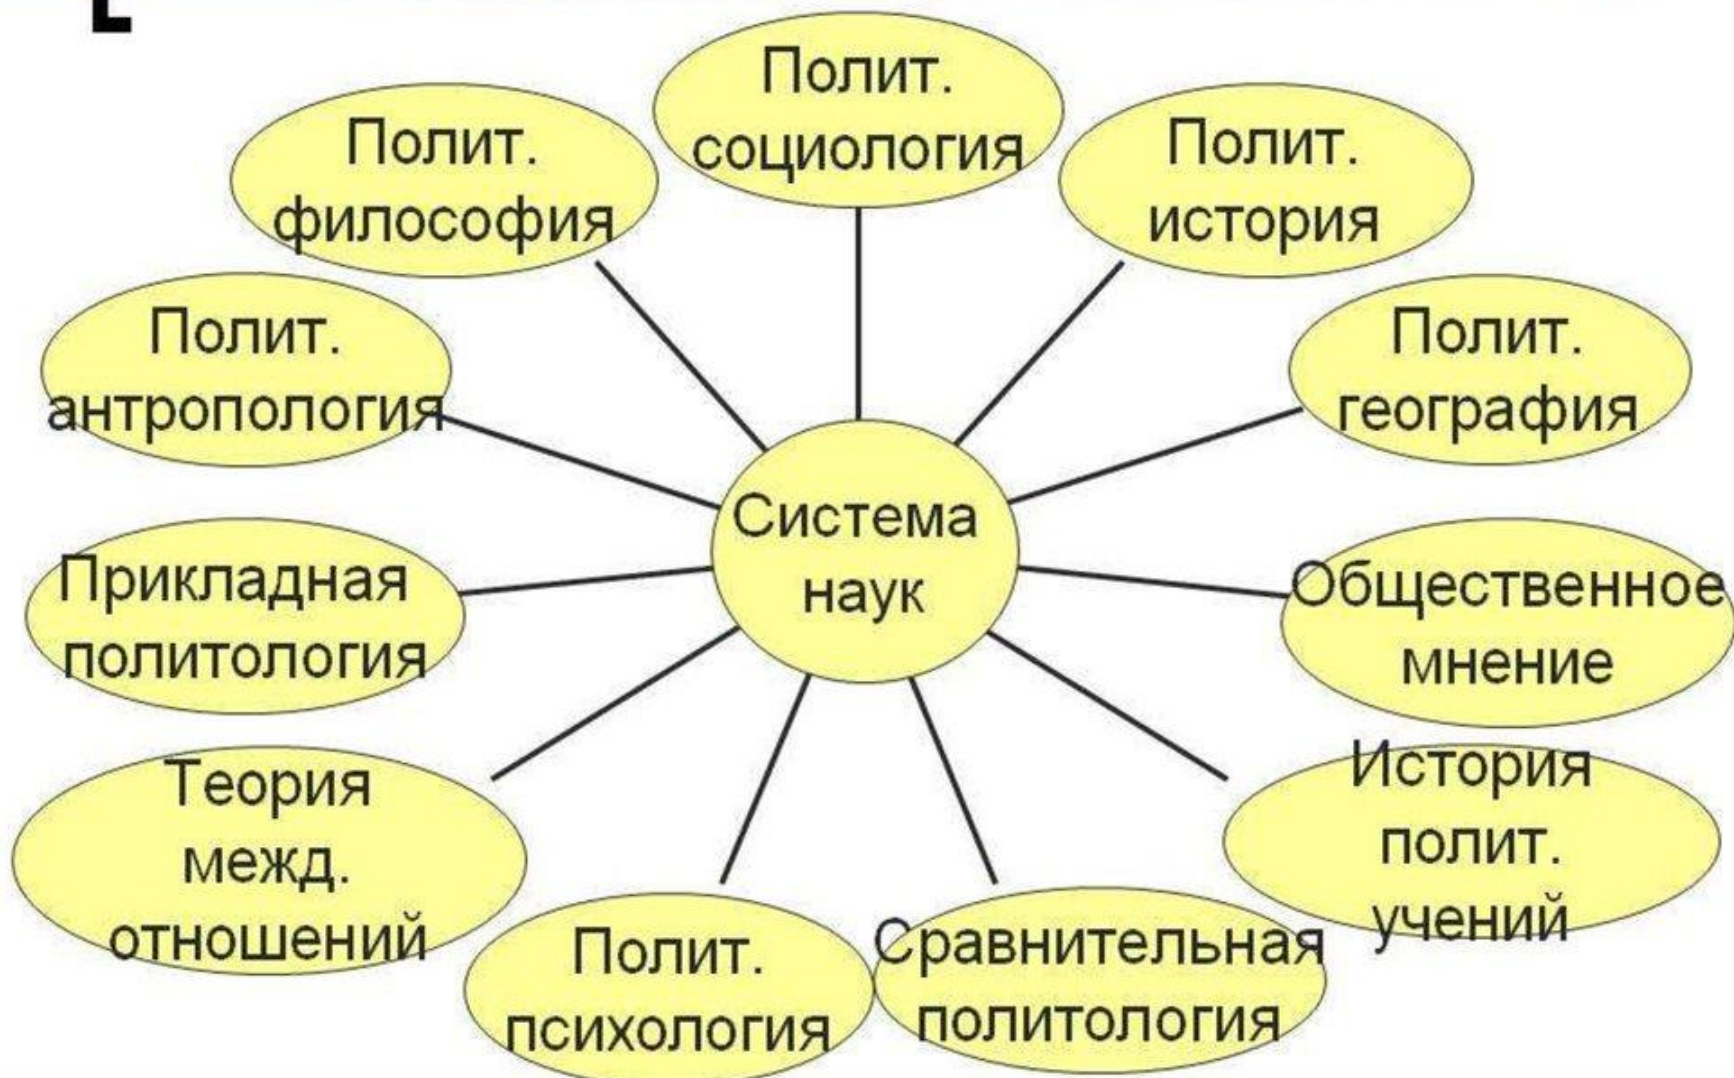 Полит.
социология
Полит.
философия
Полит.
история
Полит.
антропология
Полит.
география
Система
наук
Прикладная
политология
Общественное
мнение
Теория
межд.
отношений
История
полит.
учений
Полит.
психология
Сравнительная
политология